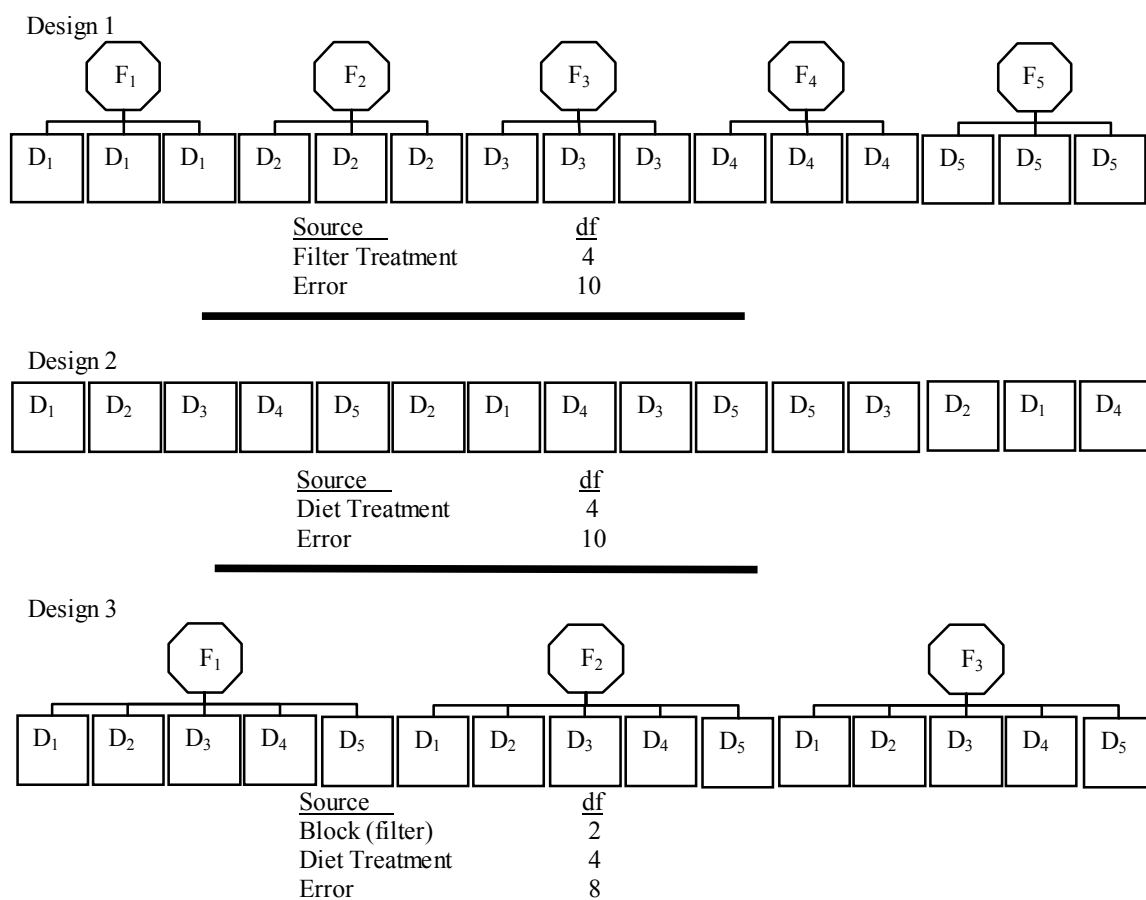 Design 1
F₁ F₂ F₃ F₄ F₅
D₁ D₁ D₁ D₂ D₂ D₂ D₃ D₃ D₃ D₄ D₄ D₄ D₅ D₅ D₅
Source df
Filter Treatment 4
Error 10
Design 2
D₁ D₂ D₃ D₄ D₅ D₂ D₁ D₄ D₃ D₅ D₅ D₃ D₂ D₁ D₄
Source df
Diet Treatment 4
Error 10
Design 3
F₁ F₂ F₃
D₁ D₂ D₃ D₄ D₅ D₁ D₂ D₃ D₄ D₅ D₁ D₂ D₃ D₄ D₅
Source df
Block (filter) 2
Diet Treatment 4
Error 8